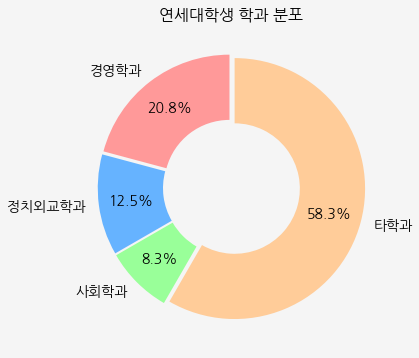 연세대학생 학과 분포
경영학과
20.8%
정치외교학과
12.5%
58.3%
타학과
8.3%
사회학과